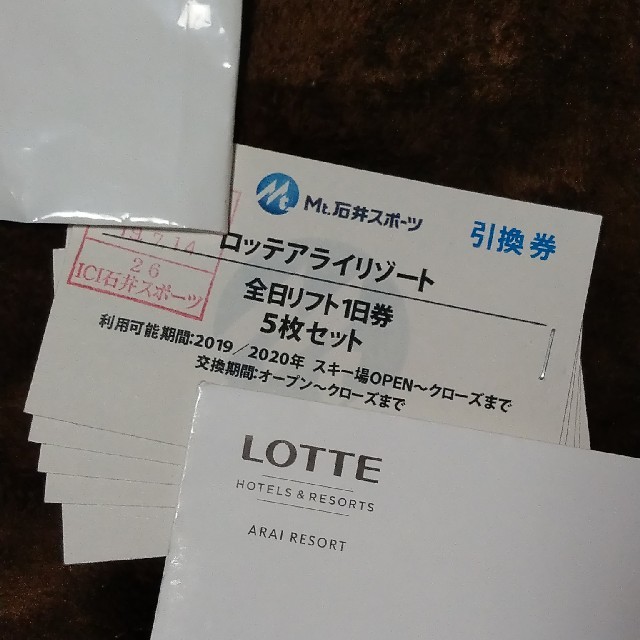 Mt.石井スポーツ
引換券
26
ICI石井スポーツ
ロッテアライリゾート
全日リフト1日券
5枚セット
利用可能期間:2019/2020年 スキー場OPEN～クローズまで
交換期間:オープン～クローズまで
LOTTE
HOTELS & RESORTS
ARAI RESORT